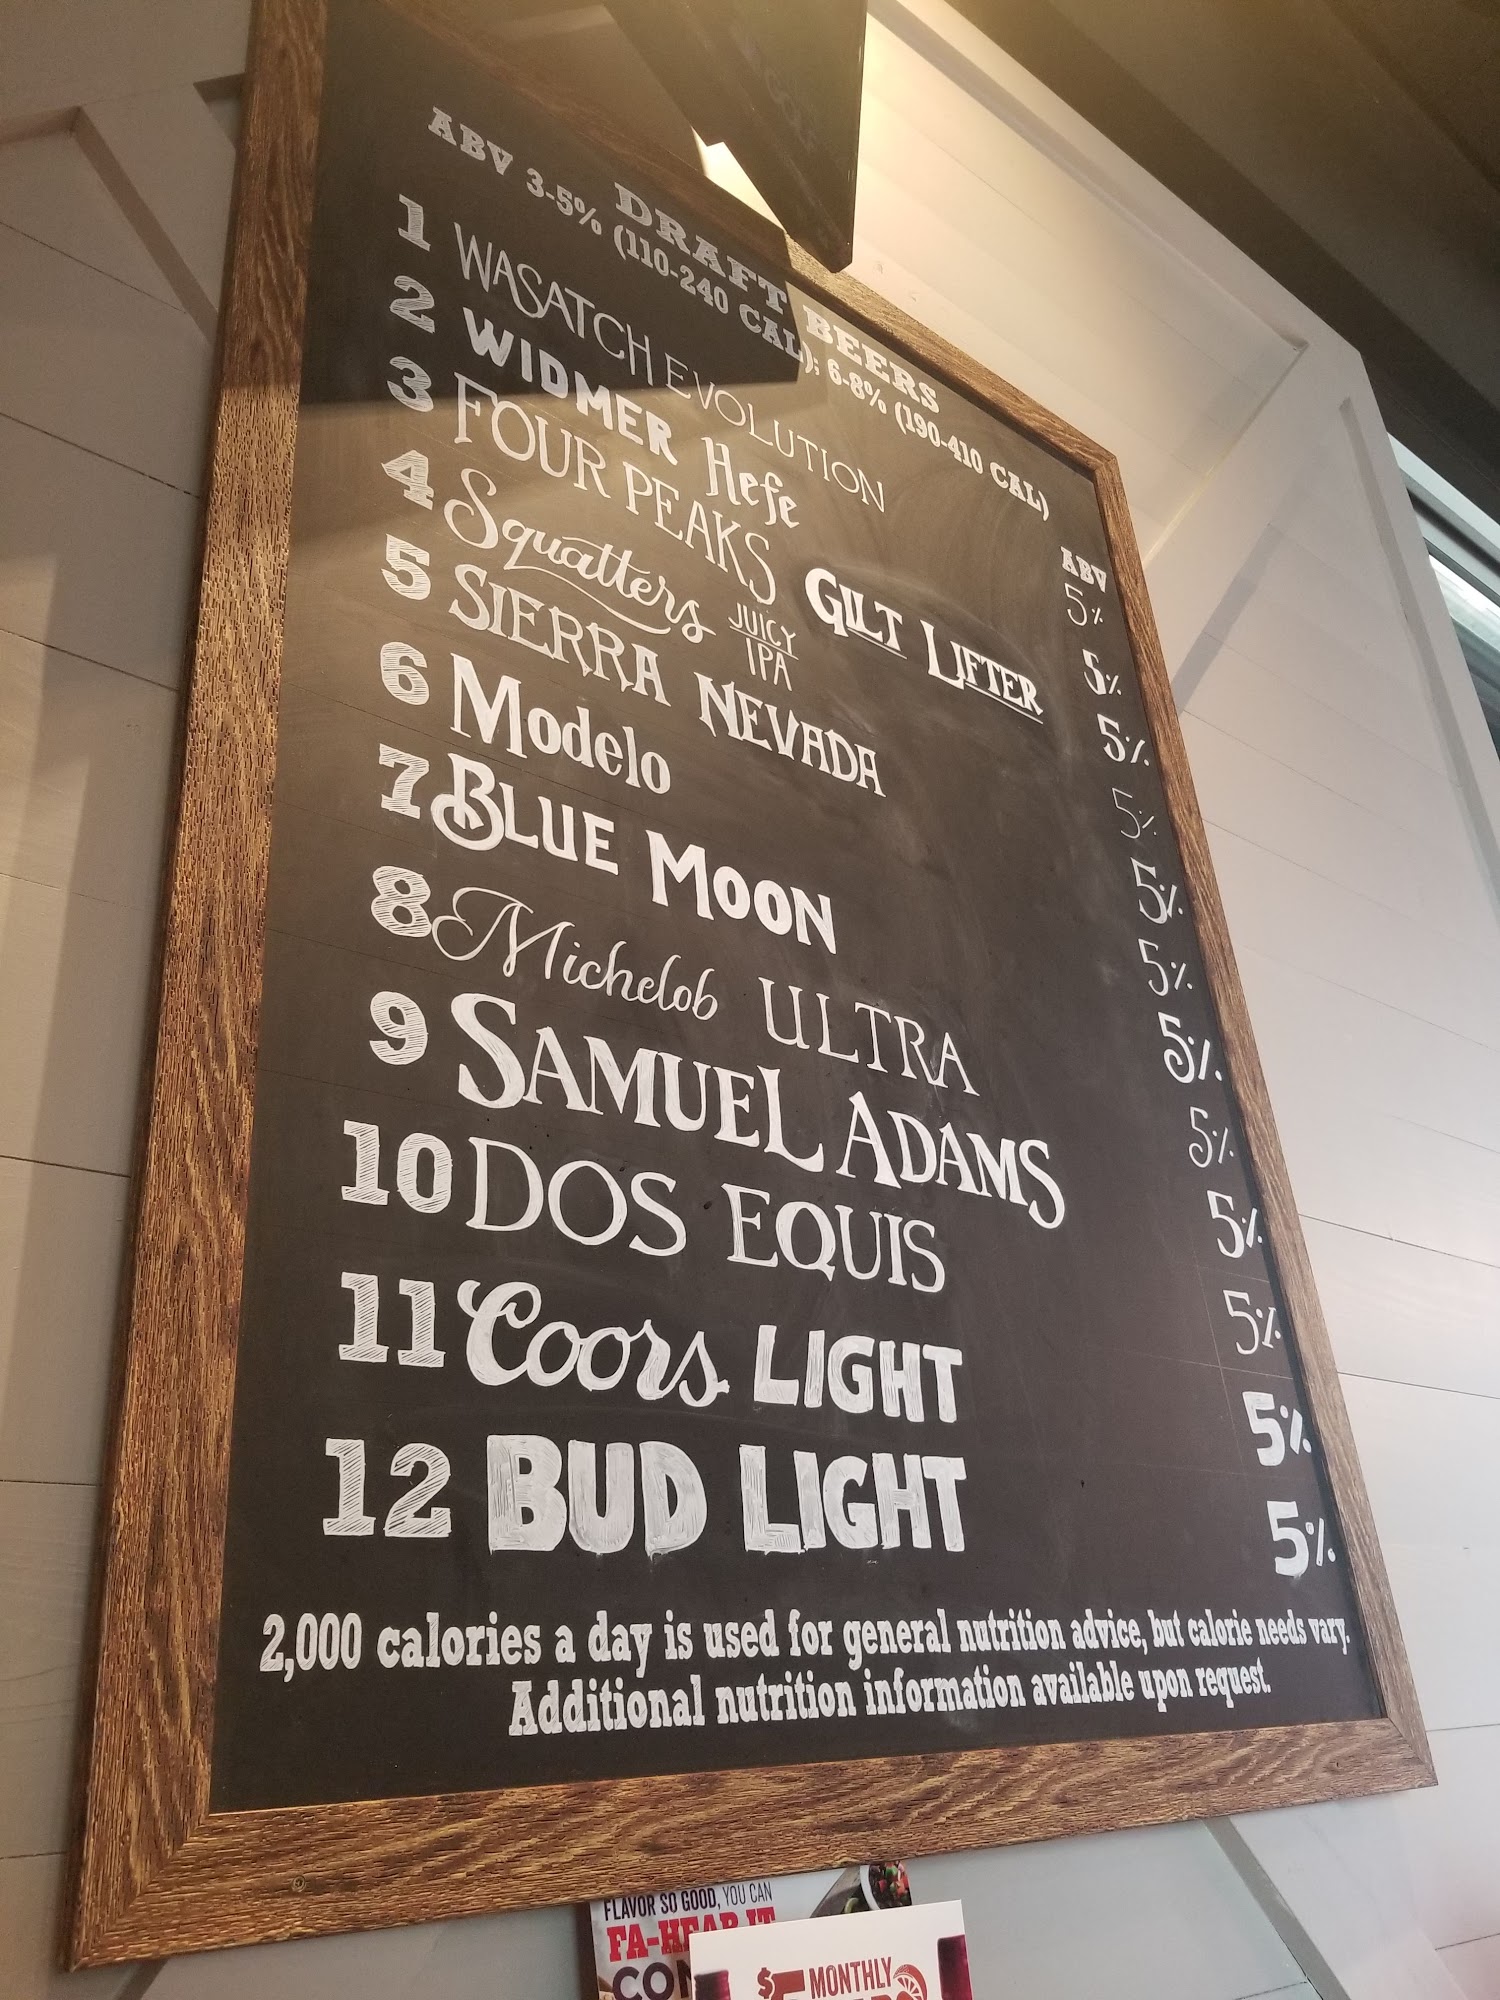 DRAFT BEERS
ABV 3-5% (110-240 CAL); 6-8% (190-410 CAL)
ABV
1 WASATCH EVOLUTION 5%
2 WIDMER Hefe 5%
3 FOUR PEAKS GILT LIFTER 5%
4 Squatters JUICY IPA 5%
5 SIERRA NEVADA 5%
6 Modelo 5%
7 BLUE MOON 5%
8 Michelob ULTRA 5%
9 SAMUEL ADAMS 5%
10 DOS EQUIS 5%
11 Coors LIGHT 5%
12 BUD LIGHT 5%
2,000 calories a day is used for general nutrition advice, but calorie needs vary.
Additional nutrition information available upon request.
FLAVOR SO GOOD, YOU CAN
FA-HEAR IT
$5 MONTHLY